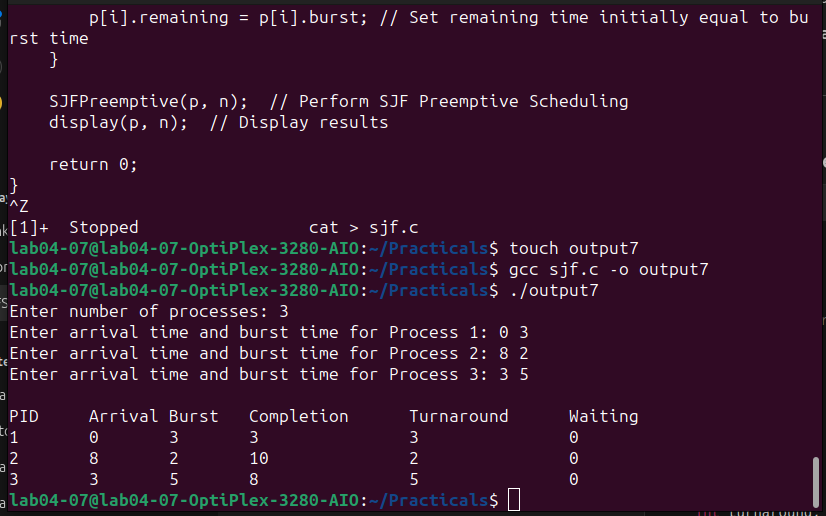 p[i].remaining = p[i].burst; // Set remaining time initially equal to bu
rst time
}
SJFPreemptive(p, n);  // Perform SJF Preemptive Scheduling
display(p, n);  // Display results
return 0;
}
^Z
[1]+  Stopped                 cat > sjf.c
lab04-07@lab04-07-OptiPlex-3280-AIO:~/Practicals$ touch output7
lab04-07@lab04-07-OptiPlex-3280-AIO:~/Practicals$ gcc sjf.c -o output7
lab04-07@lab04-07-OptiPlex-3280-AIO:~/Practicals$ ./output7
Enter number of processes: 3
Enter arrival time and burst time for Process 1: 0 3
Enter arrival time and burst time for Process 2: 8 2
Enter arrival time and burst time for Process 3: 3 5
PID     Arrival Burst   Completion      Turnaround      Waiting
1       0       3       3               3               0
2       8       2       10              2               0
3       3       5       8               5               0
lab04-07@lab04-07-OptiPlex-3280-AIO:~/Practicals$